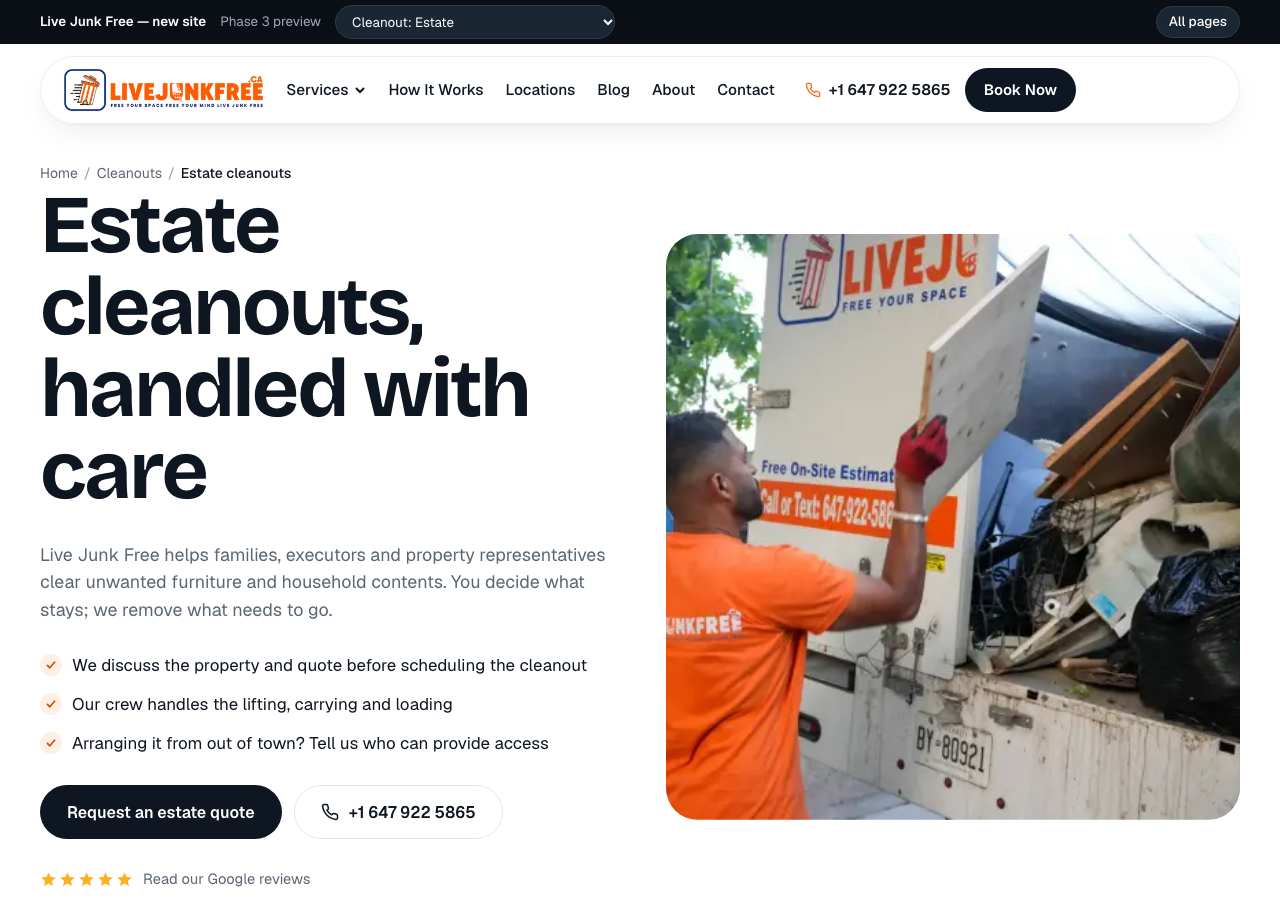 Live Junk Free — new site Phase 3 preview Cleanout: Estate All pages
LIVEJUNKFREE .CA
FREE YOUR SPACE FREE YOUR MIND LIVE JUNK FREE
Services How It Works Locations Blog About Contact +1 647 922 5865 Book Now
Home / Cleanouts / Estate cleanouts
Estate
cleanouts,
handled with
care
Live Junk Free helps families, executors and property representatives
clear unwanted furniture and household contents. You decide what
stays; we remove what needs to go.
We discuss the property and quote before scheduling the cleanout
Our crew handles the lifting, carrying and loading
Arranging it from out of town? Tell us who can provide access
Request an estate quote +1 647 922 5865
Read our Google reviews
LIVEJU
FREE YOUR SPACE
Free On-Site Estimat
Call or Text: 647-922-586
UNKFREE
BY 80921